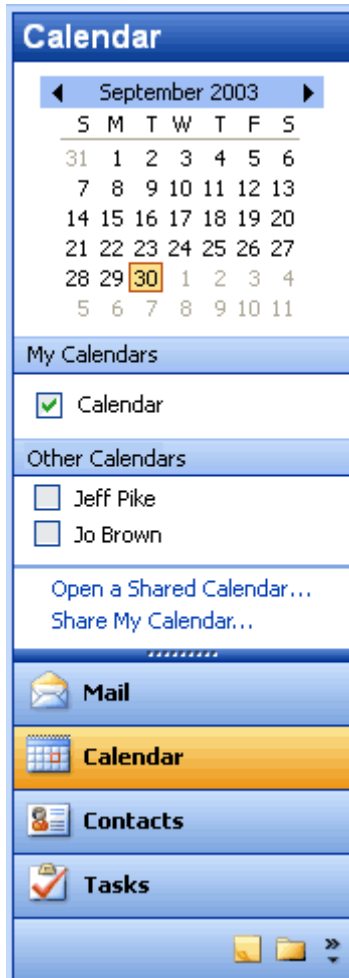 Calendar
September 2003
S M T W T F S
31 1 2 3 4 5 6
7 8 9 10 11 12 13
14 15 16 17 18 19 20
21 22 23 24 25 26 27
28 29 30 1 2 3 4
5 6 7 8 9 10 11
My Calendars
Calendar
Other Calendars
Jeff Pike
Jo Brown
Open a Shared Calendar...
Share My Calendar...
Mail
Calendar
Contacts
Tasks